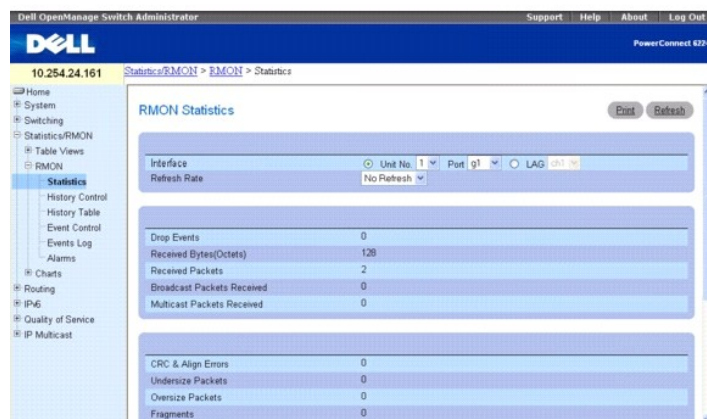 Dell OpenManage Switch Administrator
Support Help About Log Out
DELL
PowerConnect 622
10.254.24.161
Statistics/RMON > RMON > Statistics
Home
System
Switching
Statistics/RMON
Table Views
RMON
Statistics
History Control
History Table
Event Control
Events Log
Alarms
Charts
Routing
IPv6
Quality of Service
IP Multicast
RMON Statistics
Print Refresh
Interface Unit No. 1 Port g1 LAG ch1
Refresh Rate No Refresh
Drop Events 0
Received Bytes(Octets) 128
Received Packets 2
Broadcast Packets Received 0
Multicast Packets Received 0
CRC & Align Errors 0
Undersize Packets 0
Oversize Packets 0
Fragments 0